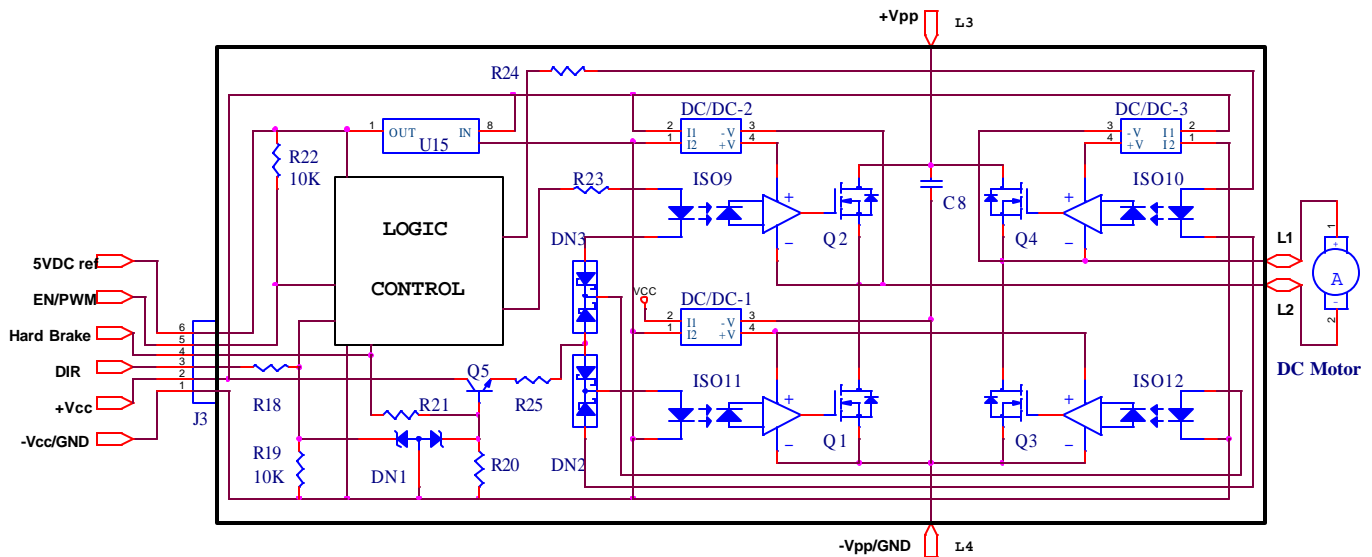 +Vpp L3
R24
DC/DC-2 DC/DC-3
1 OUT IN 8
U15
2 I1 -V 3
1 I2 +V 4
3 -V I1 2
4 +V I2 1
R22
10K
ISO9
ISO10
R23
+
+
LOGIC
CONTROL
C8
Q2 Q4
−
−
DN3
L1
L2
1
+
A
-
2
DC Motor
5VDC ref
EN/PWM
Hard Brake
DIR
+Vcc
-Vcc/GND
6
5
4
3
2
1
J3
VCC
DC/DC-1
2 I1 -V 3
1 I2 +V 4
Q5
R18
R21
R25
ISO11
ISO12
+
+
Q1 Q3
−
−
R19
10K
DN1
R20
DN2
-Vpp/GND L4